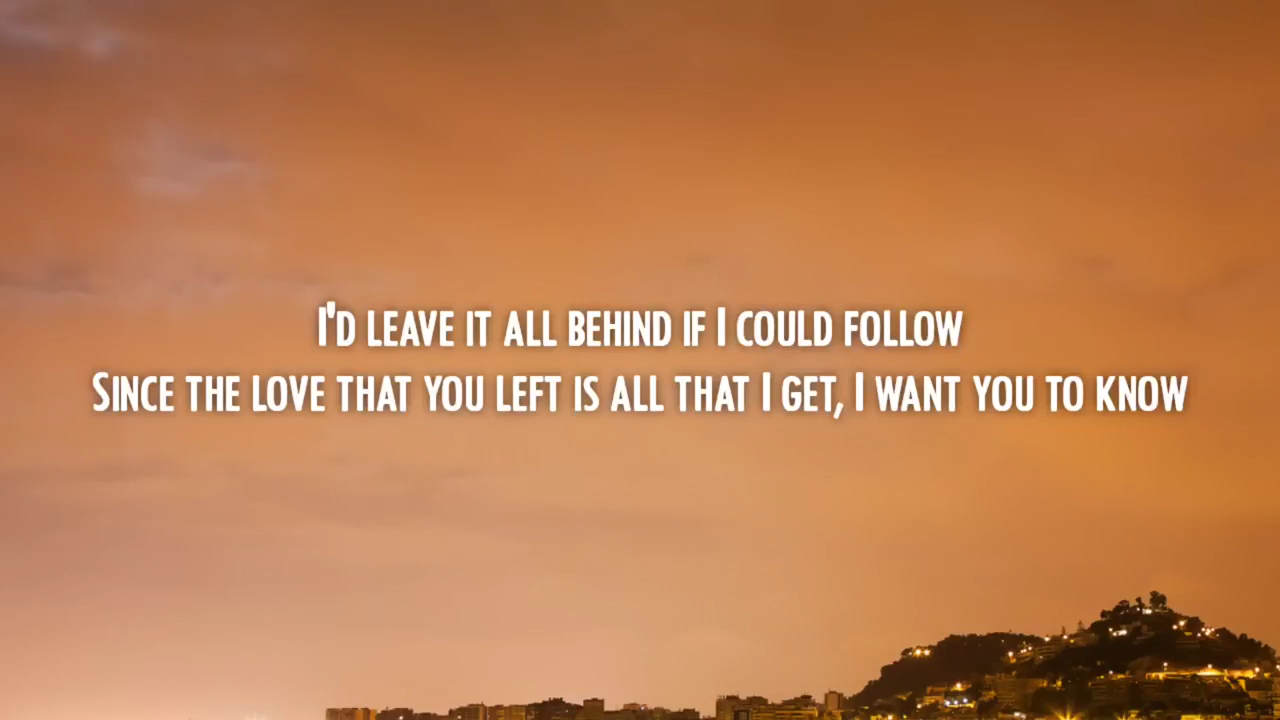 I'd leave it all behind if I could follow
Since the love that you left is all that I get, I want you to know